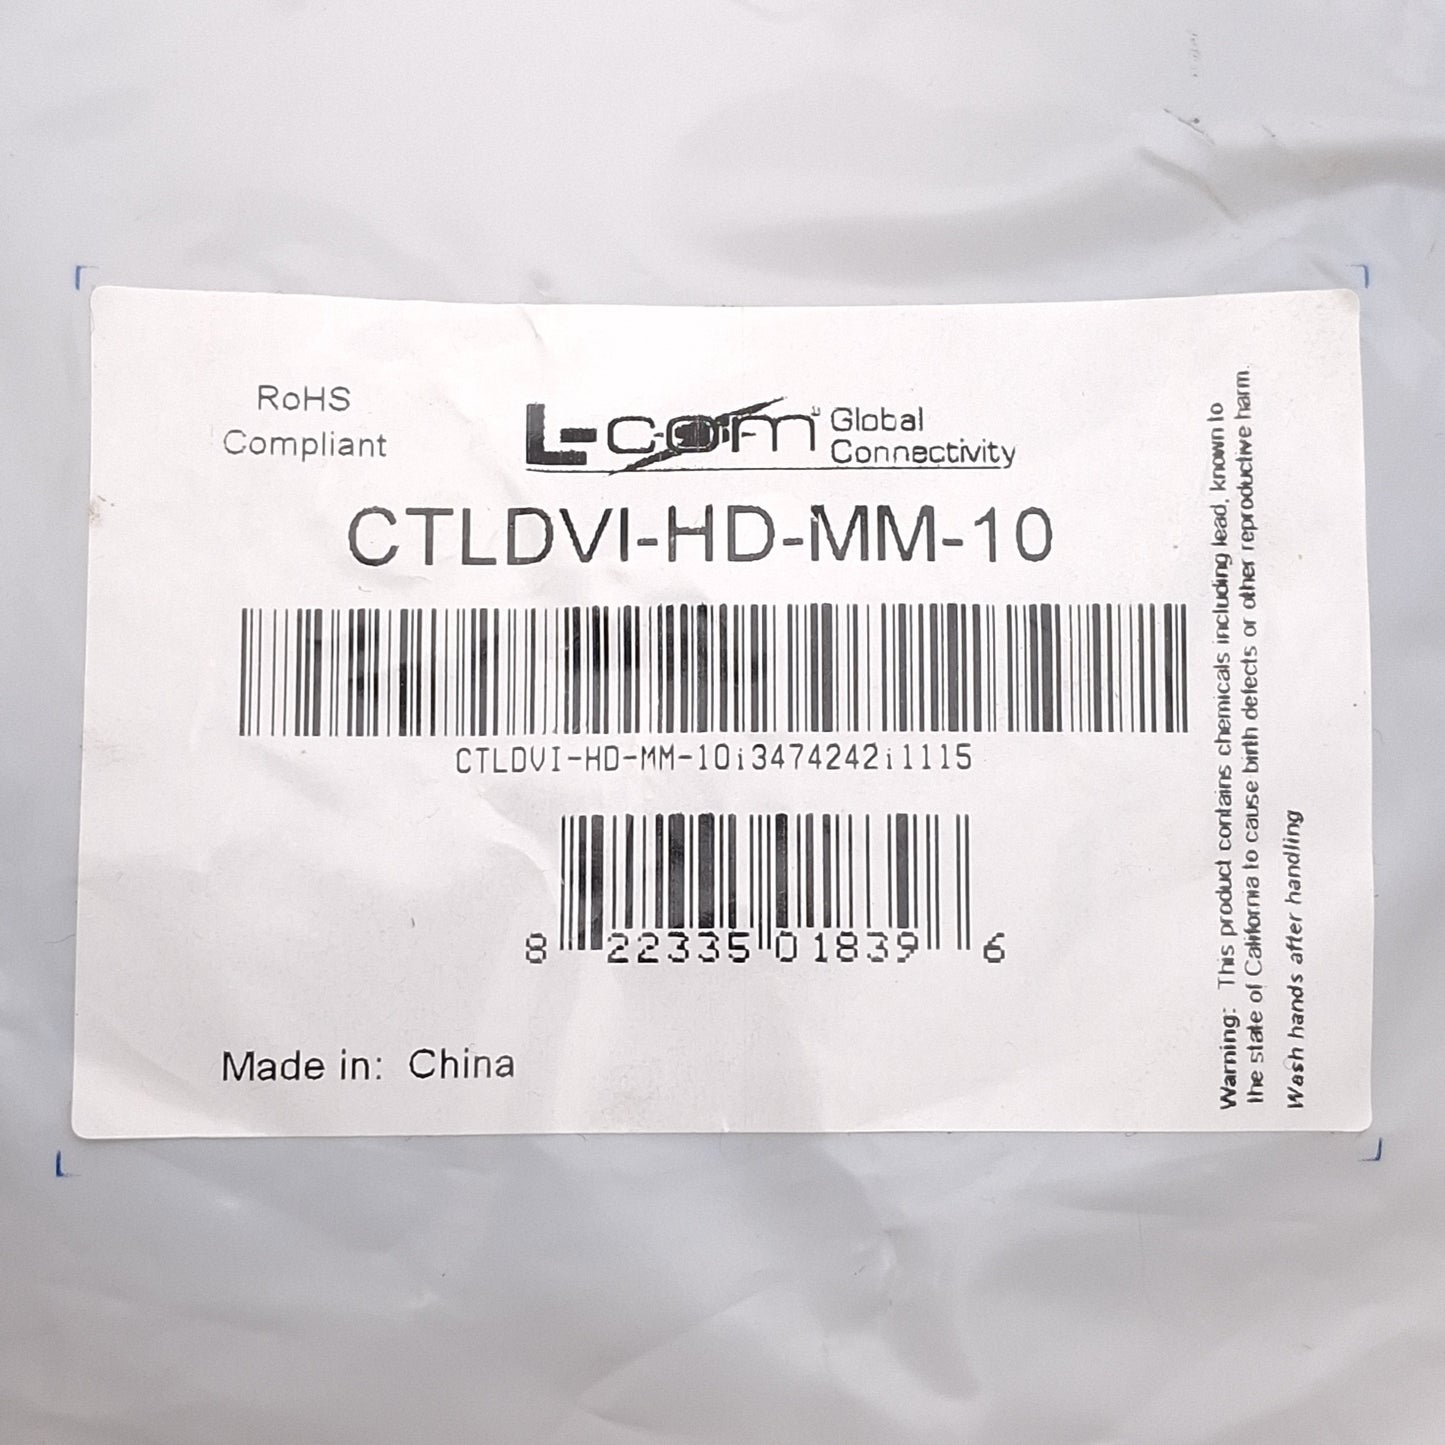 RoHS
Compliant
L-com Global
Connectivity
CTLDVI-HD-MM-10
CTLDVI-HD-MM-10i3474242i1115
8 22335 01839 6
Made in: China
Warning: This product contains chemicals including lead, known to
the state of California to cause birth defects or other reproductive harm.
Wash hands after handling